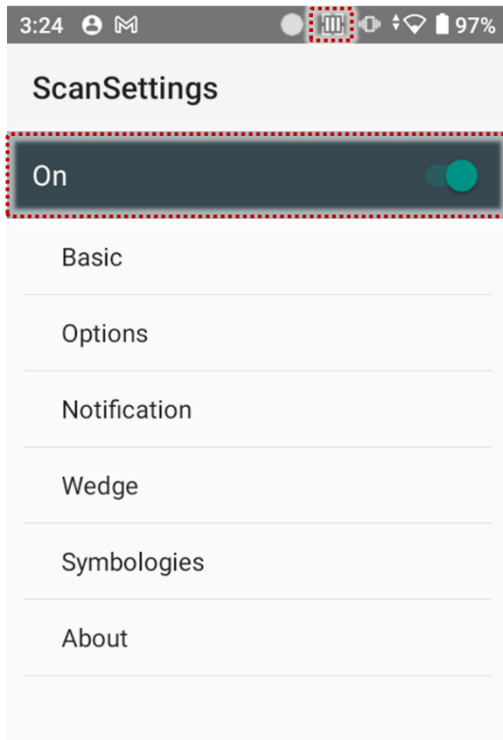 3:24 97%
ScanSettings
On
Basic
Options
Notification
Wedge
Symbologies
About